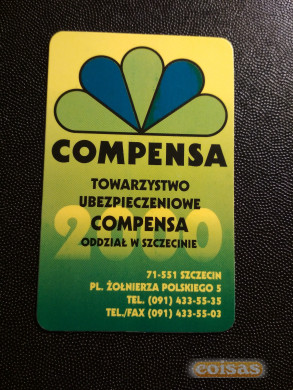 COMPENSA
TOWARZYSTWO
UBEZPIECZENIOWE
COMPENSA
ODDZIAŁ W SZCZECINIE
2000
71-551 SZCZECIN
PL. ŻOŁNIERZA POLSKIEGO 5
TEL. (091) 433-55-35
TEL./FAX (091) 433-55-03
coisas